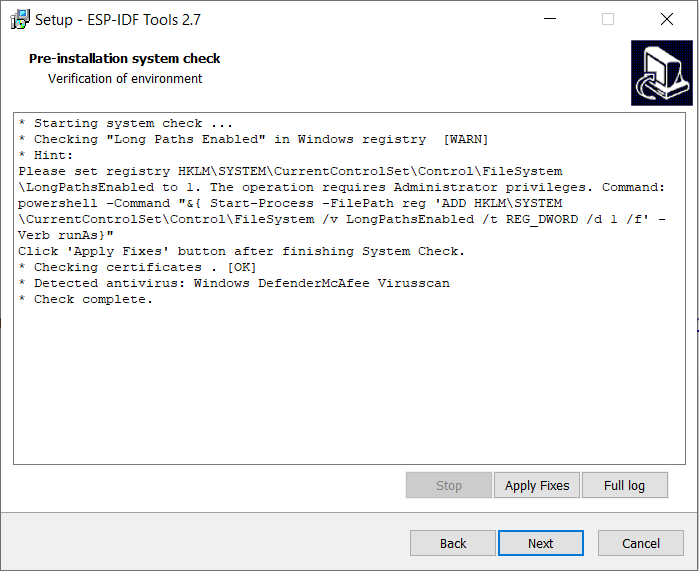 Setup - ESP-IDF Tools 2.7
Pre-installation system check
Verification of environment
* Starting system check ...
* Checking "Long Paths Enabled" in Windows registry  [WARN]
* Hint:
Please set registry HKLM\SYSTEM\CurrentControlSet\Control\FileSystem
\LongPathsEnabled to 1. The operation requires Administrator privileges. Command:
powershell -Command "&{ Start-Process -FilePath reg 'ADD HKLM\SYSTEM
\CurrentControlSet\Control\FileSystem /v LongPathsEnabled /t REG_DWORD /d 1 /f' -
Verb runAs}"
Click 'Apply Fixes' button after finishing System Check.
* Checking certificates . [OK]
* Detected antivirus: Windows DefenderMcAfee Virusscan
* Check complete.
Stop
Apply Fixes
Full log
Back
Next
Cancel